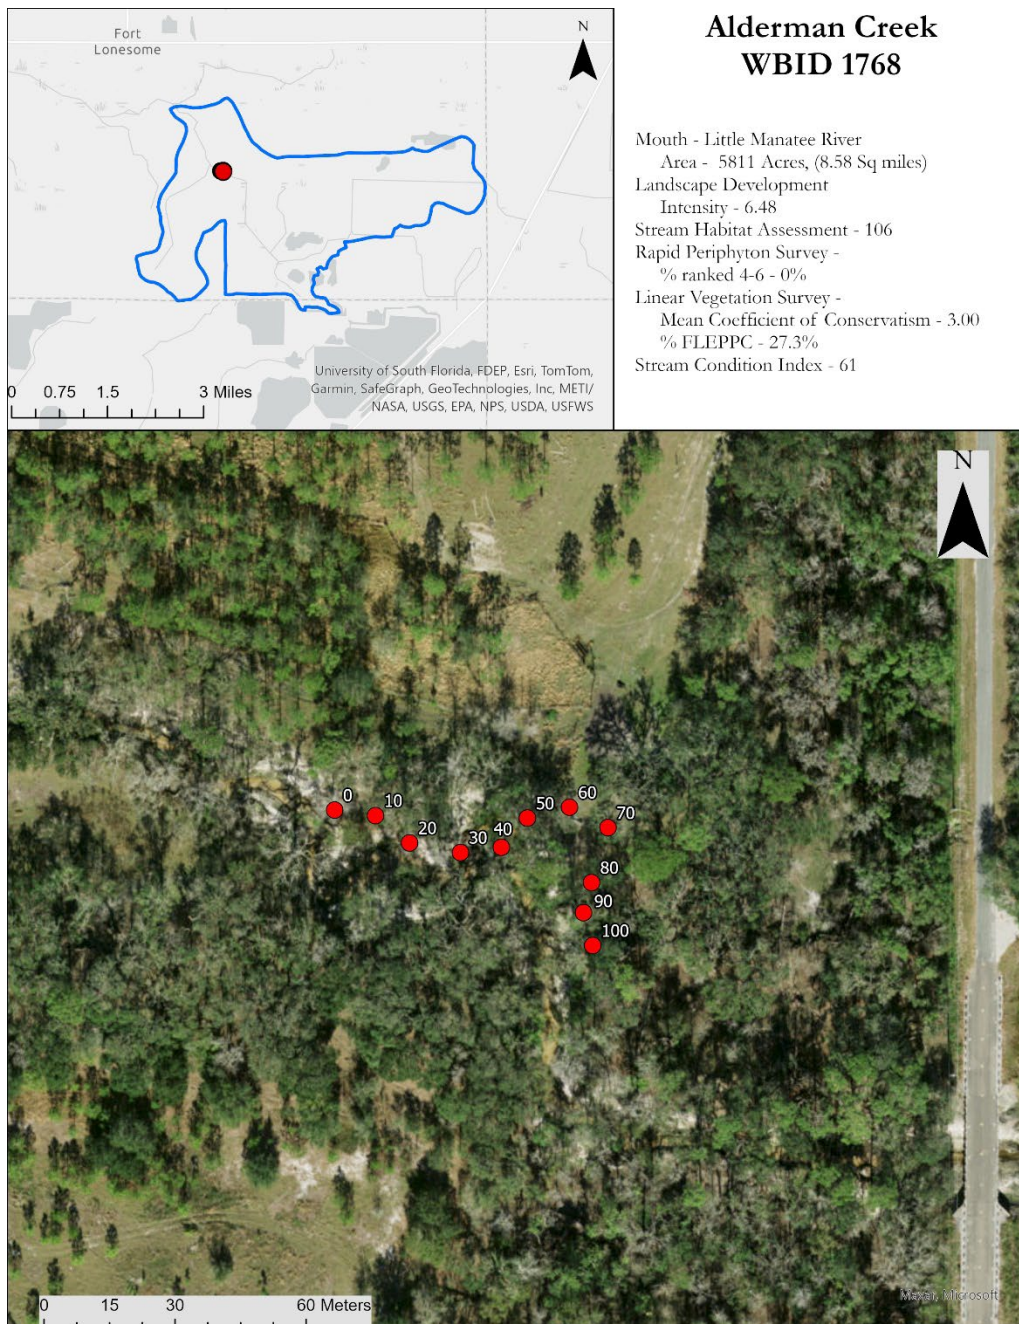 Fort
Lonesome
N
0 0.75 1.5 3 Miles
University of South Florida, FDEP, Esri, TomTom,
Garmin, SafeGraph, GeoTechnologies, Inc, METI/
NASA, USGS, EPA, NPS, USDA, USFWS
Alderman Creek
WBID 1768
Mouth - Little Manatee River
Area - 5811 Acres, (8.58 Sq miles)
Landscape Development
Intensity - 6.48
Stream Habitat Assessment - 106
Rapid Periphyton Survey -
% ranked 4-6 - 0%
Linear Vegetation Survey -
Mean Coefficient of Conservatism - 3.00
% FLEPPC - 27.3%
Stream Condition Index - 61
N
0
10
20
30
40
50
60
70
80
90
100
0 15 30 60 Meters
Maxar, Microsoft